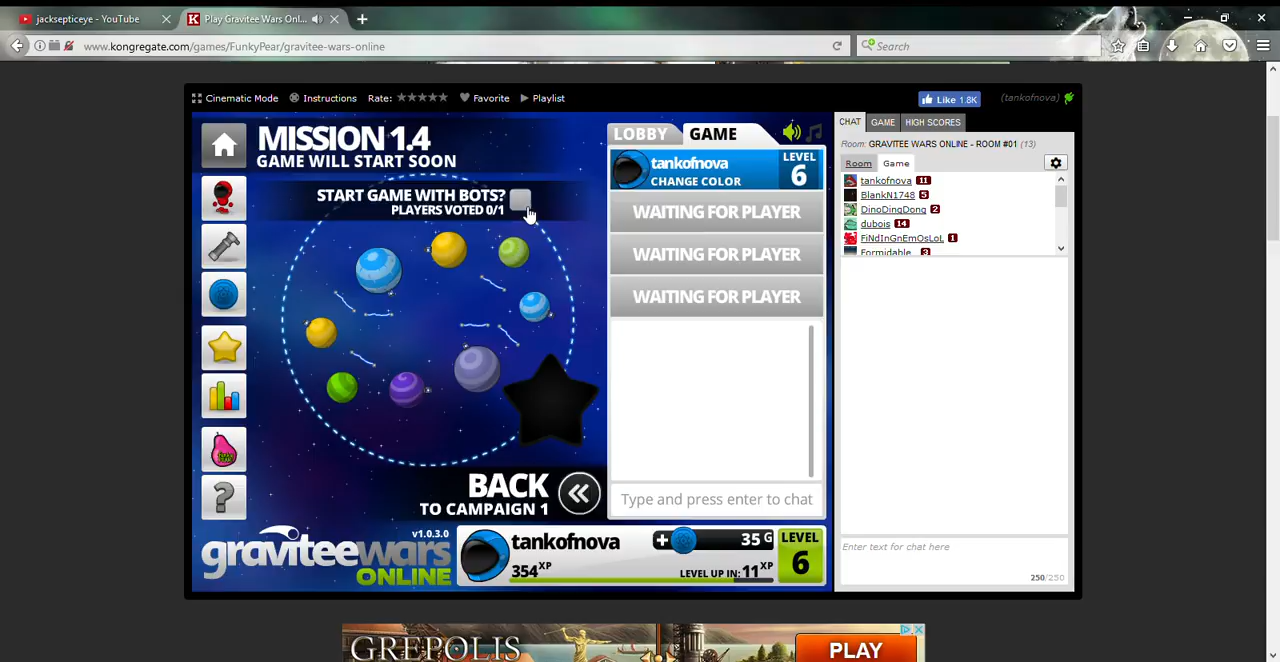 jacksepticeye - YouTube
Play Gravitee Wars Onl...
www.kongregate.com/games/FunkyPear/gravitee-wars-online
Search
Cinematic Mode
Instructions
Rate:
Favorite
Playlist
Like 1.8K
(tankofnova)
MISSION 1.4
GAME WILL START SOON
START GAME WITH BOTS?
PLAYERS VOTED 0/1
LOBBY
GAME
tankofnova
CHANGE COLOR
LEVEL
6
WAITING FOR PLAYER
WAITING FOR PLAYER
WAITING FOR PLAYER
Type and press enter to chat
BACK
TO CAMPAIGN 1
v1.0.3.0
graviteewars
ONLINE
tankofnova
354XP
35 G
LEVEL UP IN: 11XP
LEVEL
6
CHAT
GAME
HIGH SCORES
Room: GRAVITEE WARS ONLINE - ROOM #01 (13)
Room
Game
tankofnova 11
BlankN1748 5
DinoDingDong 2
dubois 14
FiNdInGnEmOsLoL 1
Formidable 3
Enter text for chat here
250/250
GREPOLIS
PLAY